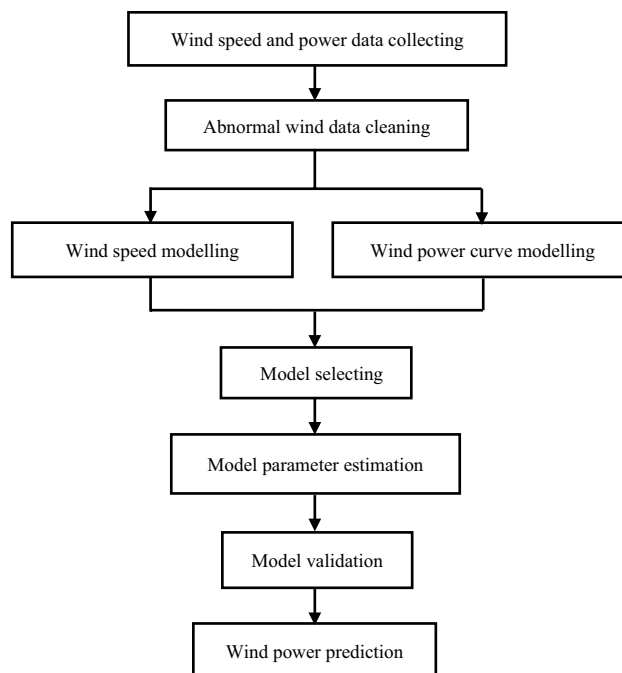 Wind speed and power data collecting
Abnormal wind data cleaning
Wind speed modelling
Wind power curve modelling
Model selecting
Model parameter estimation
Model validation
Wind power prediction